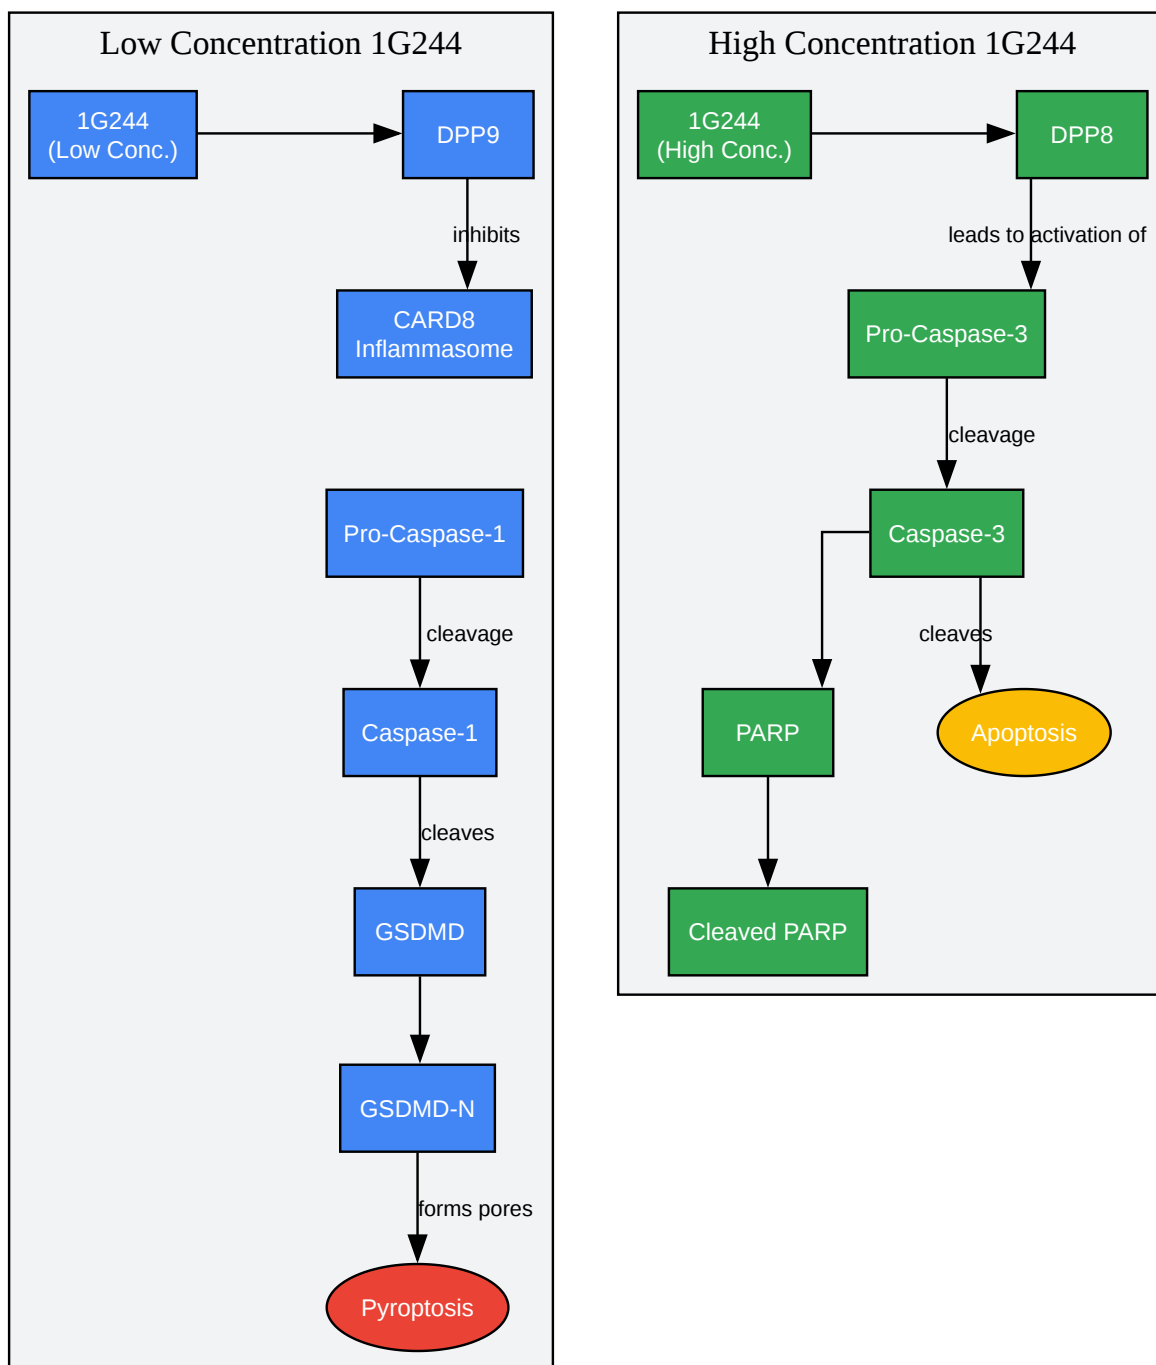 Low Concentration 1G244
1G244
(Low Conc.)
DPP9
inhibits
CARD8
Inflammasome
Pro-Caspase-1
cleavage
Caspase-1
cleaves
GSDMD
GSDMD-N
forms pores
Pyroptosis
High Concentration 1G244
1G244
(High Conc.)
DPP8
leads to activation of
Pro-Caspase-3
cleavage
Caspase-3
cleaves
PARP
Apoptosis
Cleaved PARP